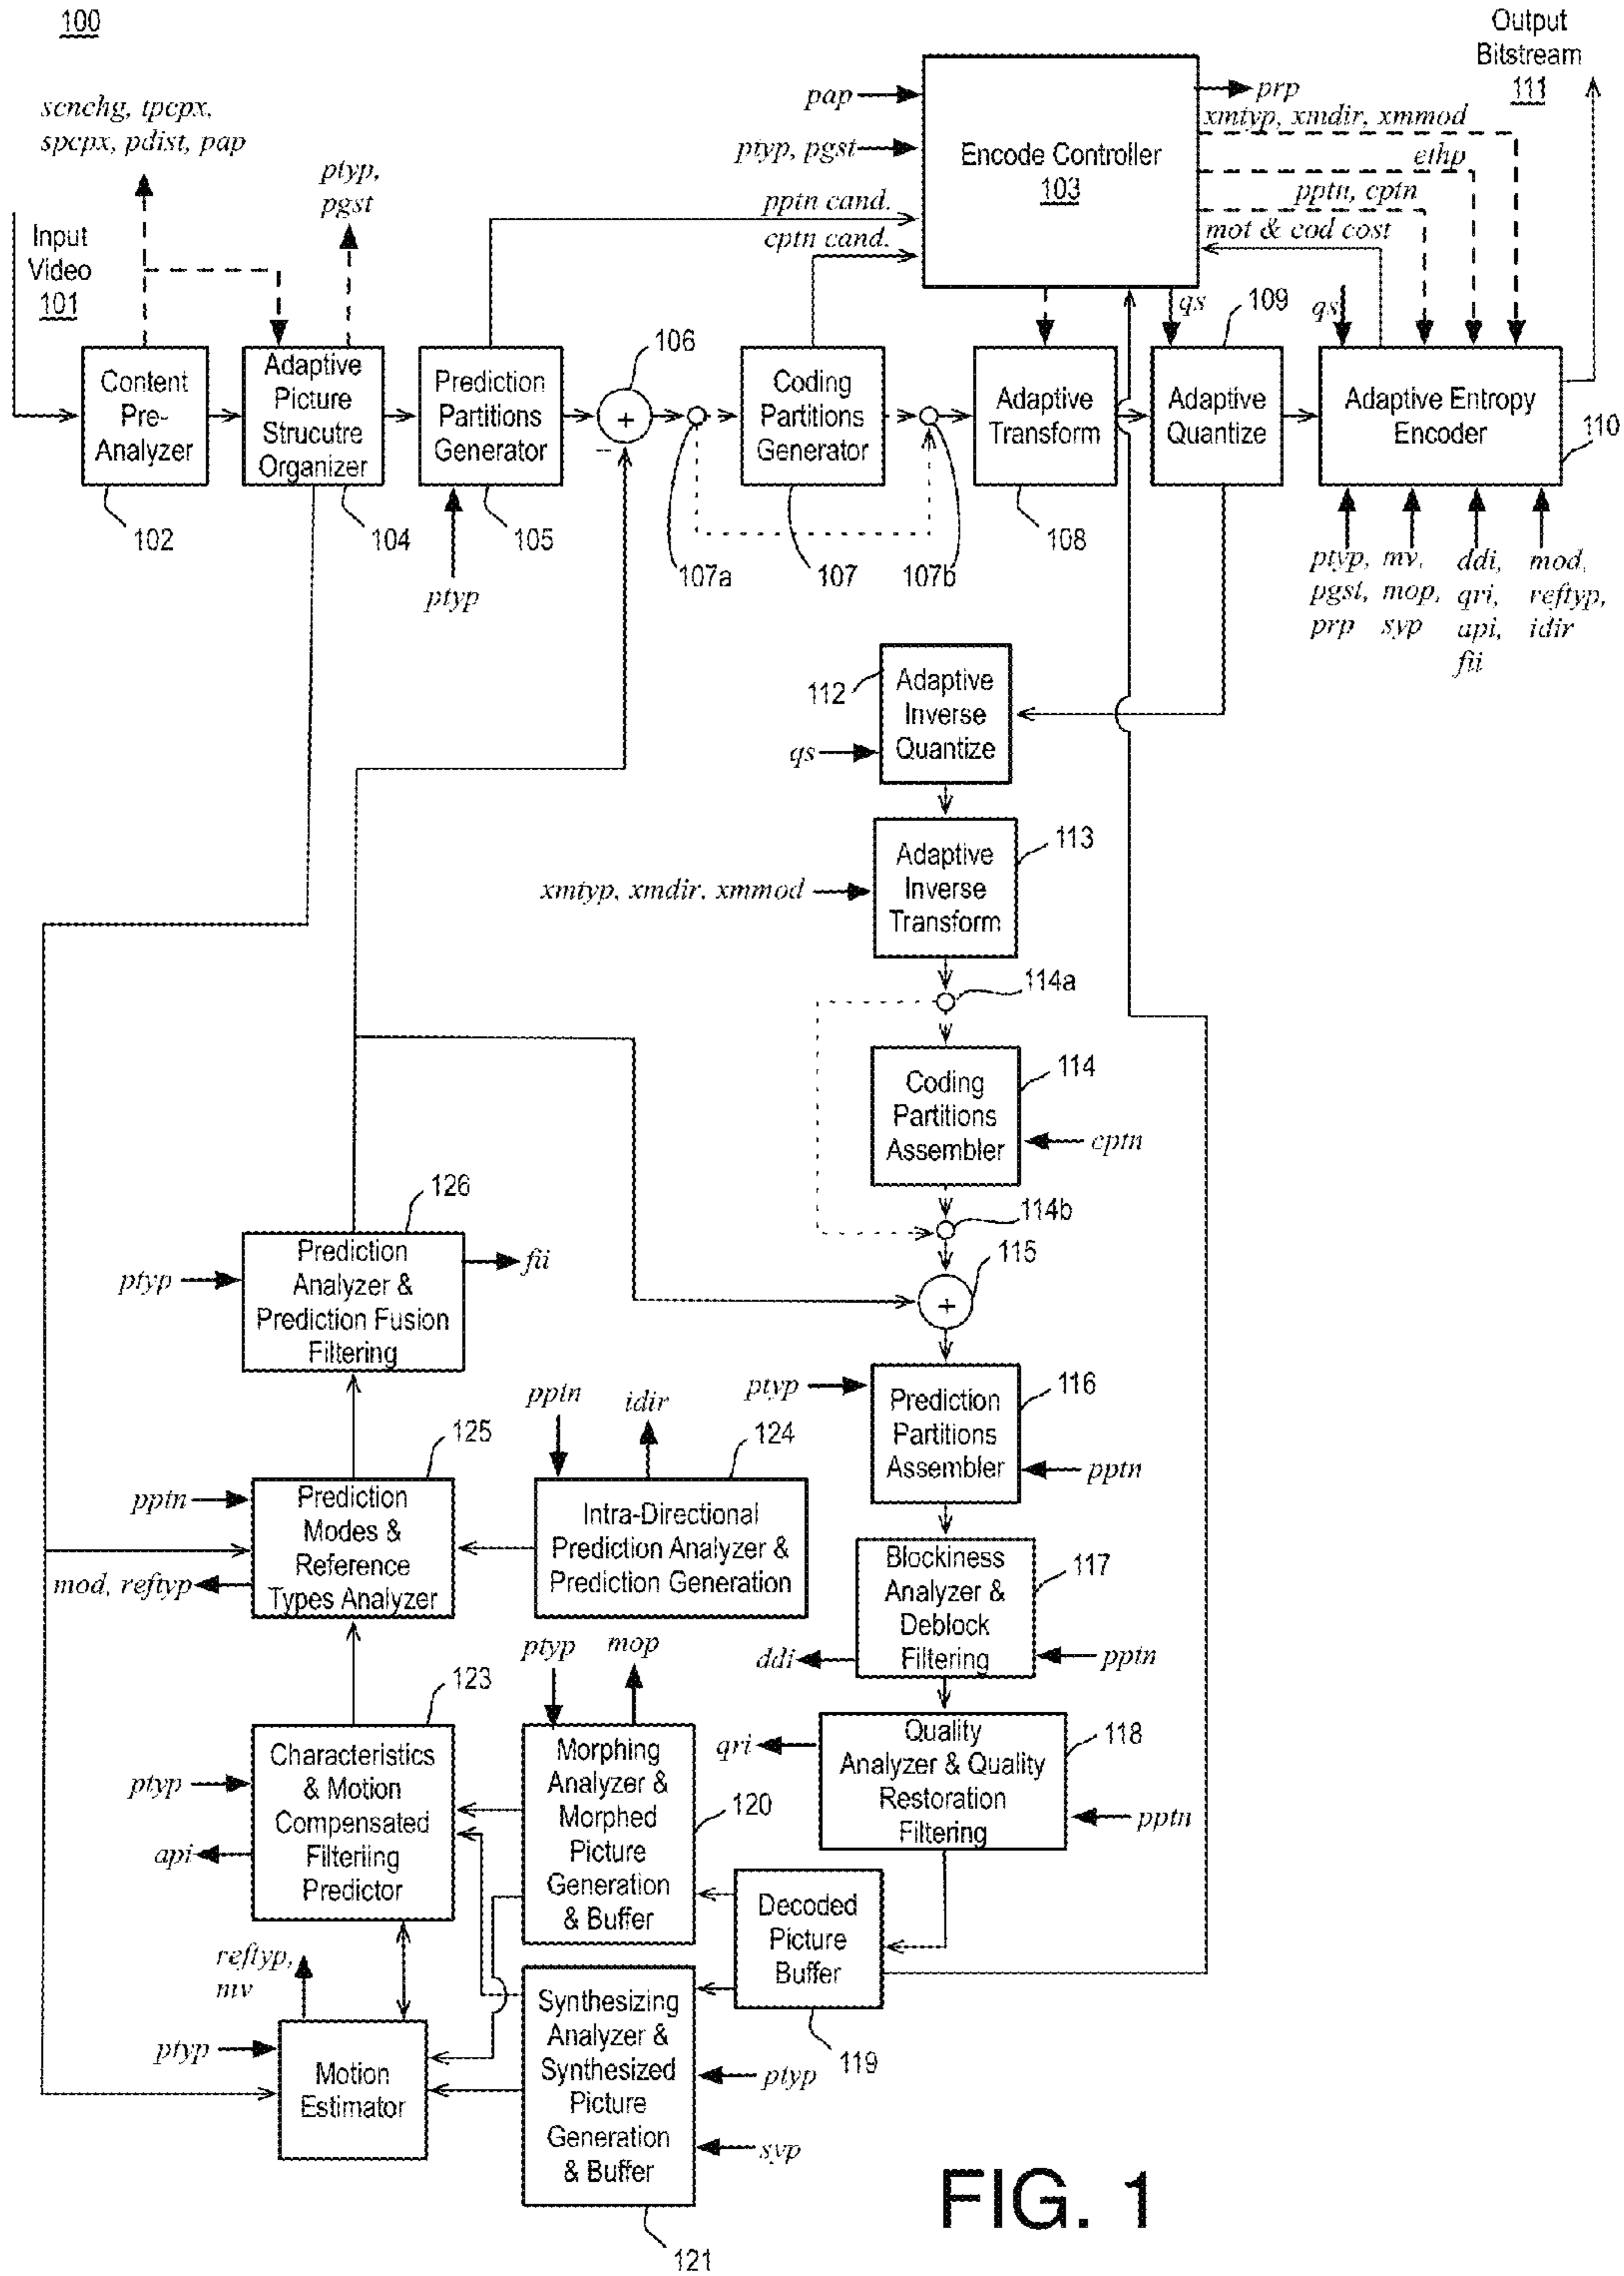 100
Output
Bitstream
111
scnchg, tpcpx,
spcpx, pdist, pap
ptyp,
pgst
Input
Video
101
pap
ptyp, pgst
pptn cand.
cptn cand.
Encode Controller
103
prp
xmtyp, xmdir, xmmod
ethp
pptn, cptn
mot & cod cost
qs
109
qs
106
Content
Pre-
Analyzer
102
Adaptive
Picture
Strucutre
Organizer
104
Prediction
Partitions
Generator
105
ptyp
+
–
107a
Coding
Partitions
Generator
107
107b
Adaptive
Transform
108
Adaptive
Quantize
Adaptive Entropy
Encoder
110
ptyp,
pgst,
prp
mv,
mop,
syp
ddi,
qri,
api,
fii
mod,
reftyp,
idir
112
Adaptive
Inverse
Quantize
qs
113
Adaptive
Inverse
Transform
xmtyp, xmdir, xmmod
114a
114
Coding
Partitions
Assembler
cptn
114b
115
+
126
Prediction
Analyzer &
Prediction Fusion
Filtering
ptyp
fii
ptyp
116
Prediction
Partitions
Assembler
pptn
125
pptn
Prediction
Modes &
Reference
Types Analyzer
mod, reftyp
pptn
idir
124
Intra-Directional
Prediction Analyzer &
Prediction Generation
117
Blockiness
Analyzer &
Deblock
Filtering
ddi
pptn
123
Characteristics
& Motion
Compensated
Filteriing
Predictor
ptyp
api
ptyp
mop
Morphing
Analyzer &
Morphed
Picture
Generation
& Buffer
120
qri
Quality
Analyzer & Quality
Restoration
Filtering
118
pptn
Decoded
Picture
Buffer
119
reftyp,
mv
ptyp
Motion
Estimator
Synthesizing
Analyzer &
Synthesized
Picture
Generation
& Buffer
ptyp
syp
121
FIG. 1